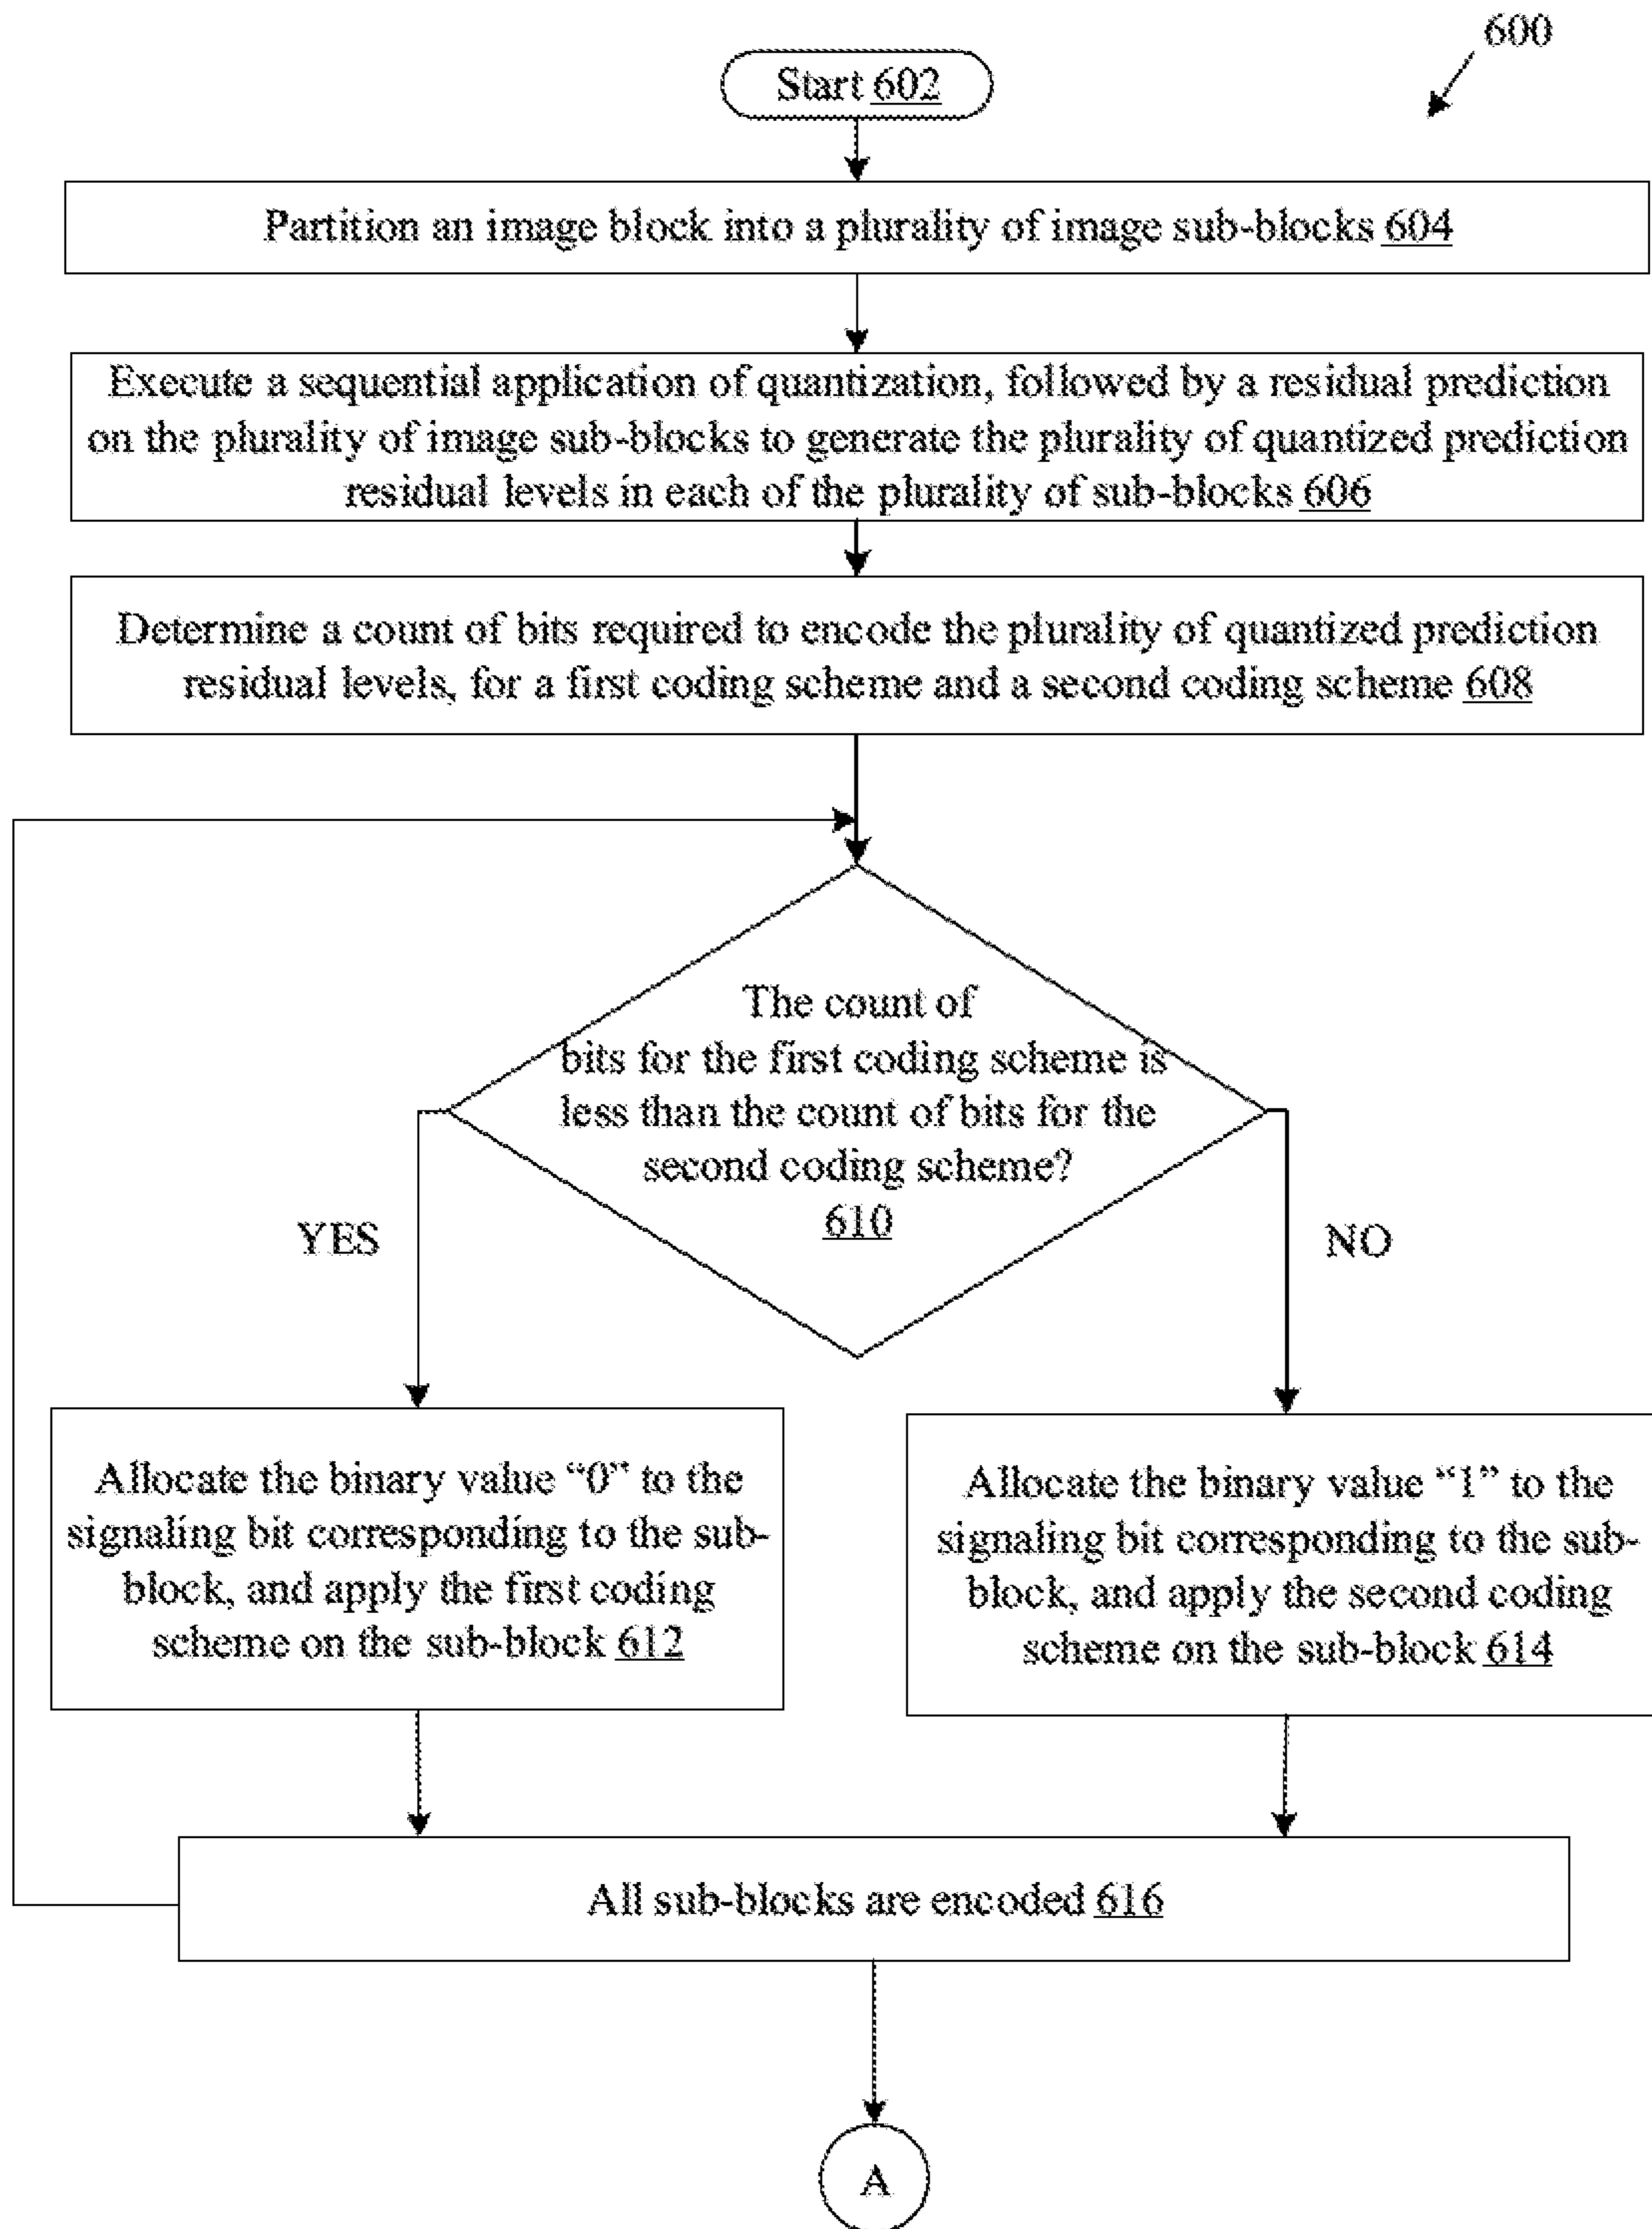 600
Start 602
Partition an image block into a plurality of image sub-blocks 604
Execute a sequential application of quantization, followed by a residual prediction
on the plurality of image sub-blocks to generate the plurality of quantized prediction
residual levels in each of the plurality of sub-blocks 606
Determine a count of bits required to encode the plurality of quantized prediction
residual levels, for a first coding scheme and a second coding scheme 608
The count of
bits for the first coding scheme is
less than the count of bits for the
second coding scheme?
610
YES
NO
Allocate the binary value “0” to the
signaling bit corresponding to the sub-
block, and apply the first coding
scheme on the sub-block 612
Allocate the binary value “1” to the
signaling bit corresponding to the sub-
block, and apply the second coding
scheme on the sub-block 614
All sub-blocks are encoded 616
A